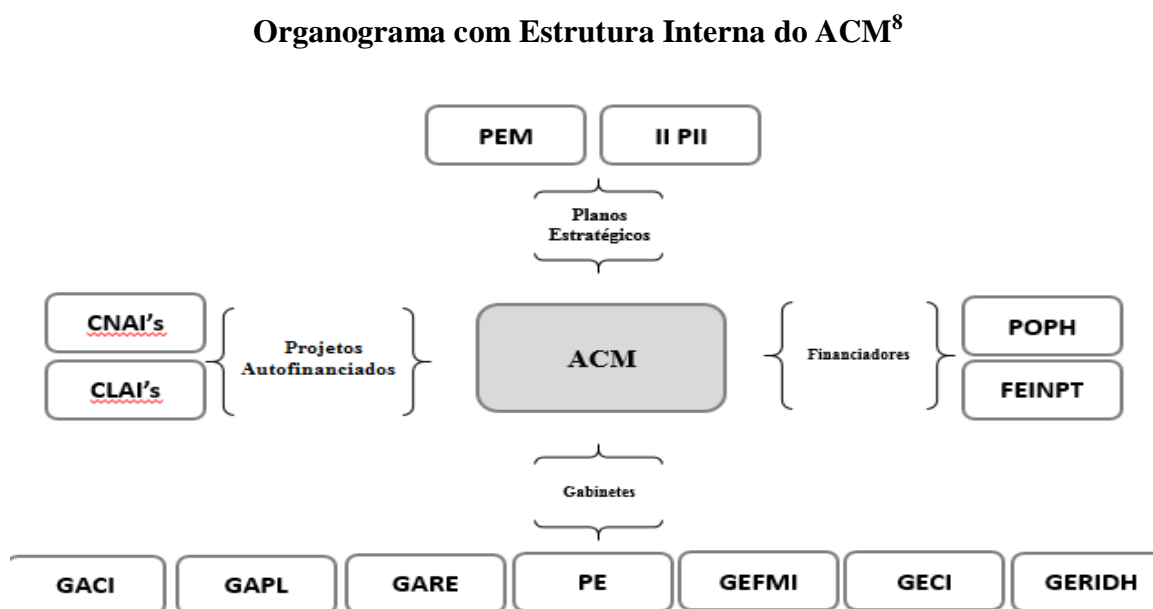 Organograma com Estrutura Interna do ACM8
PEM
II PII
Planos
Estratégicos
CNAI’s
CLAI’s
Projetos
Autofinanciados
ACM
Financiadores
POPH
FEINPT
Gabinetes
GACI
GAPL
GARE
PE
GEFMI
GECI
GERIDH